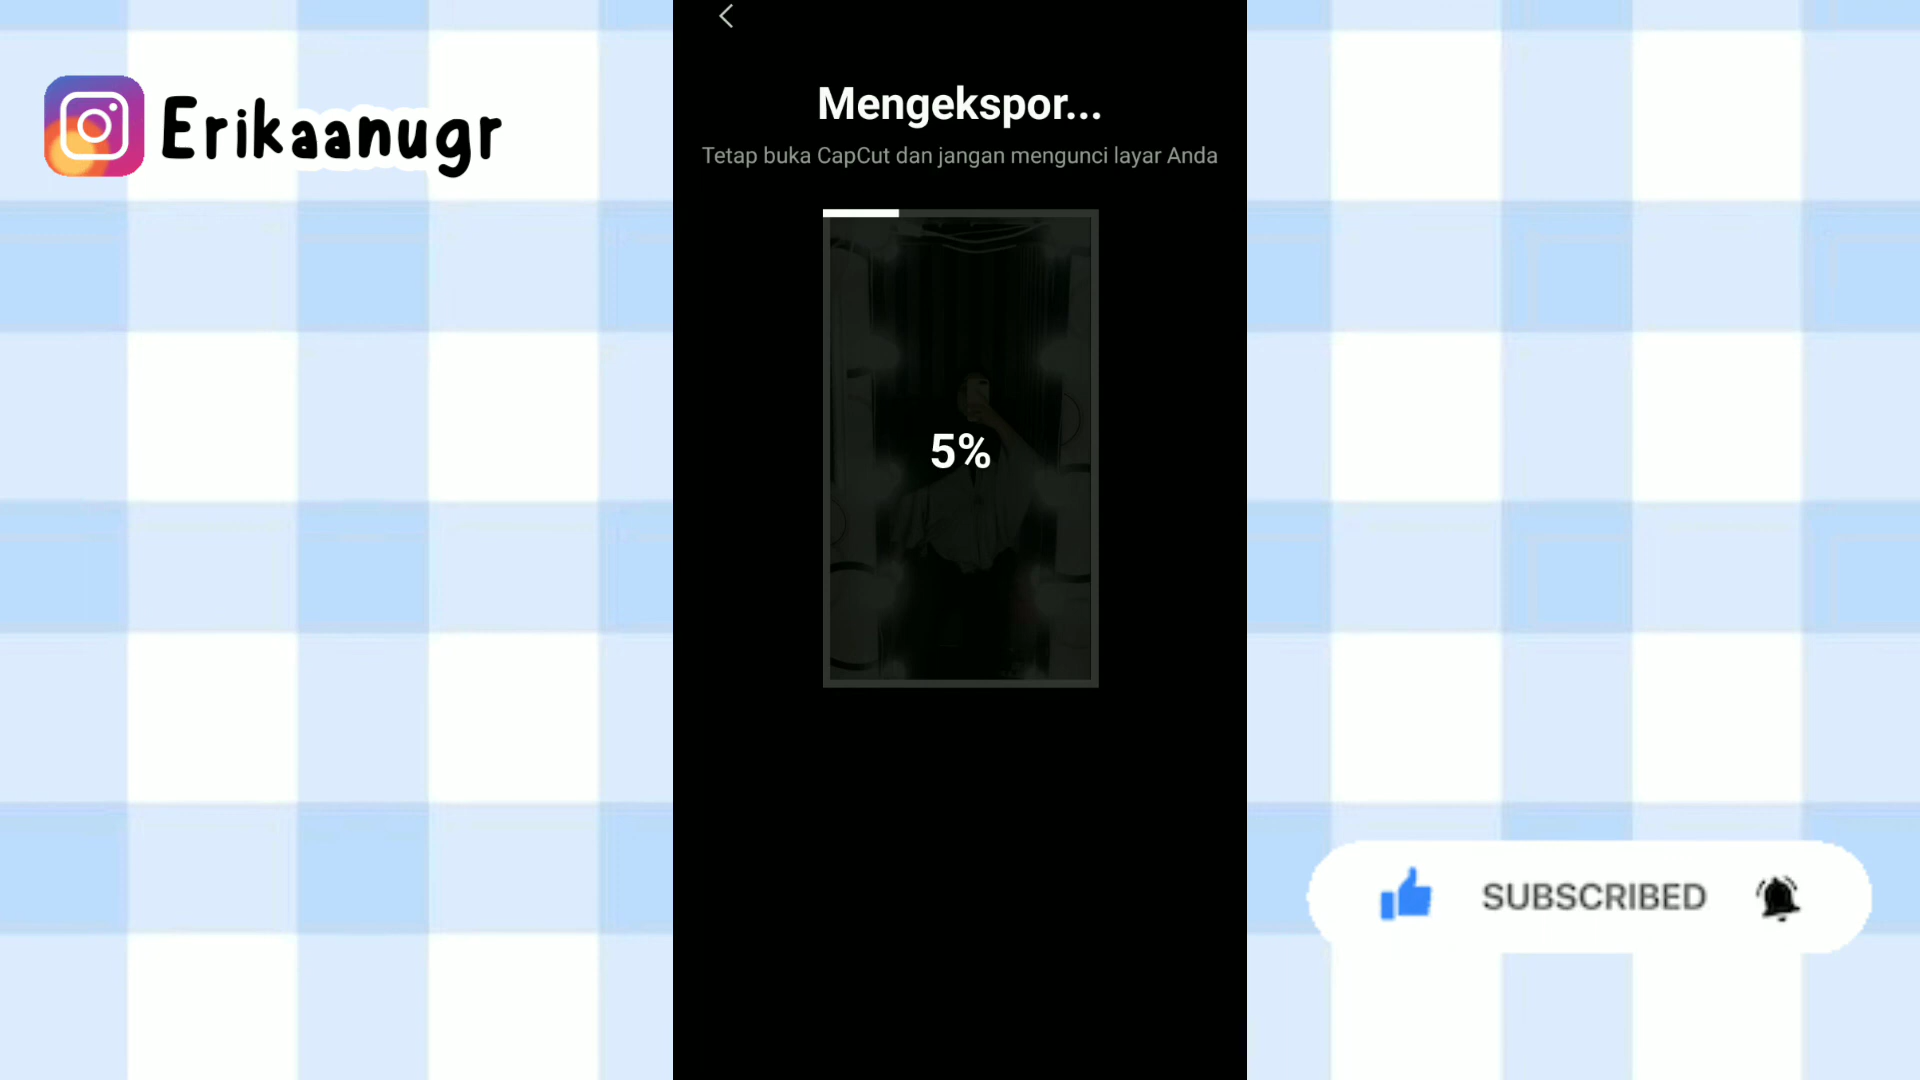 Erikaanugr
Mengekspor...
Tetap buka CapCut dan jangan mengunci layar Anda
5%
SUBSCRIBED